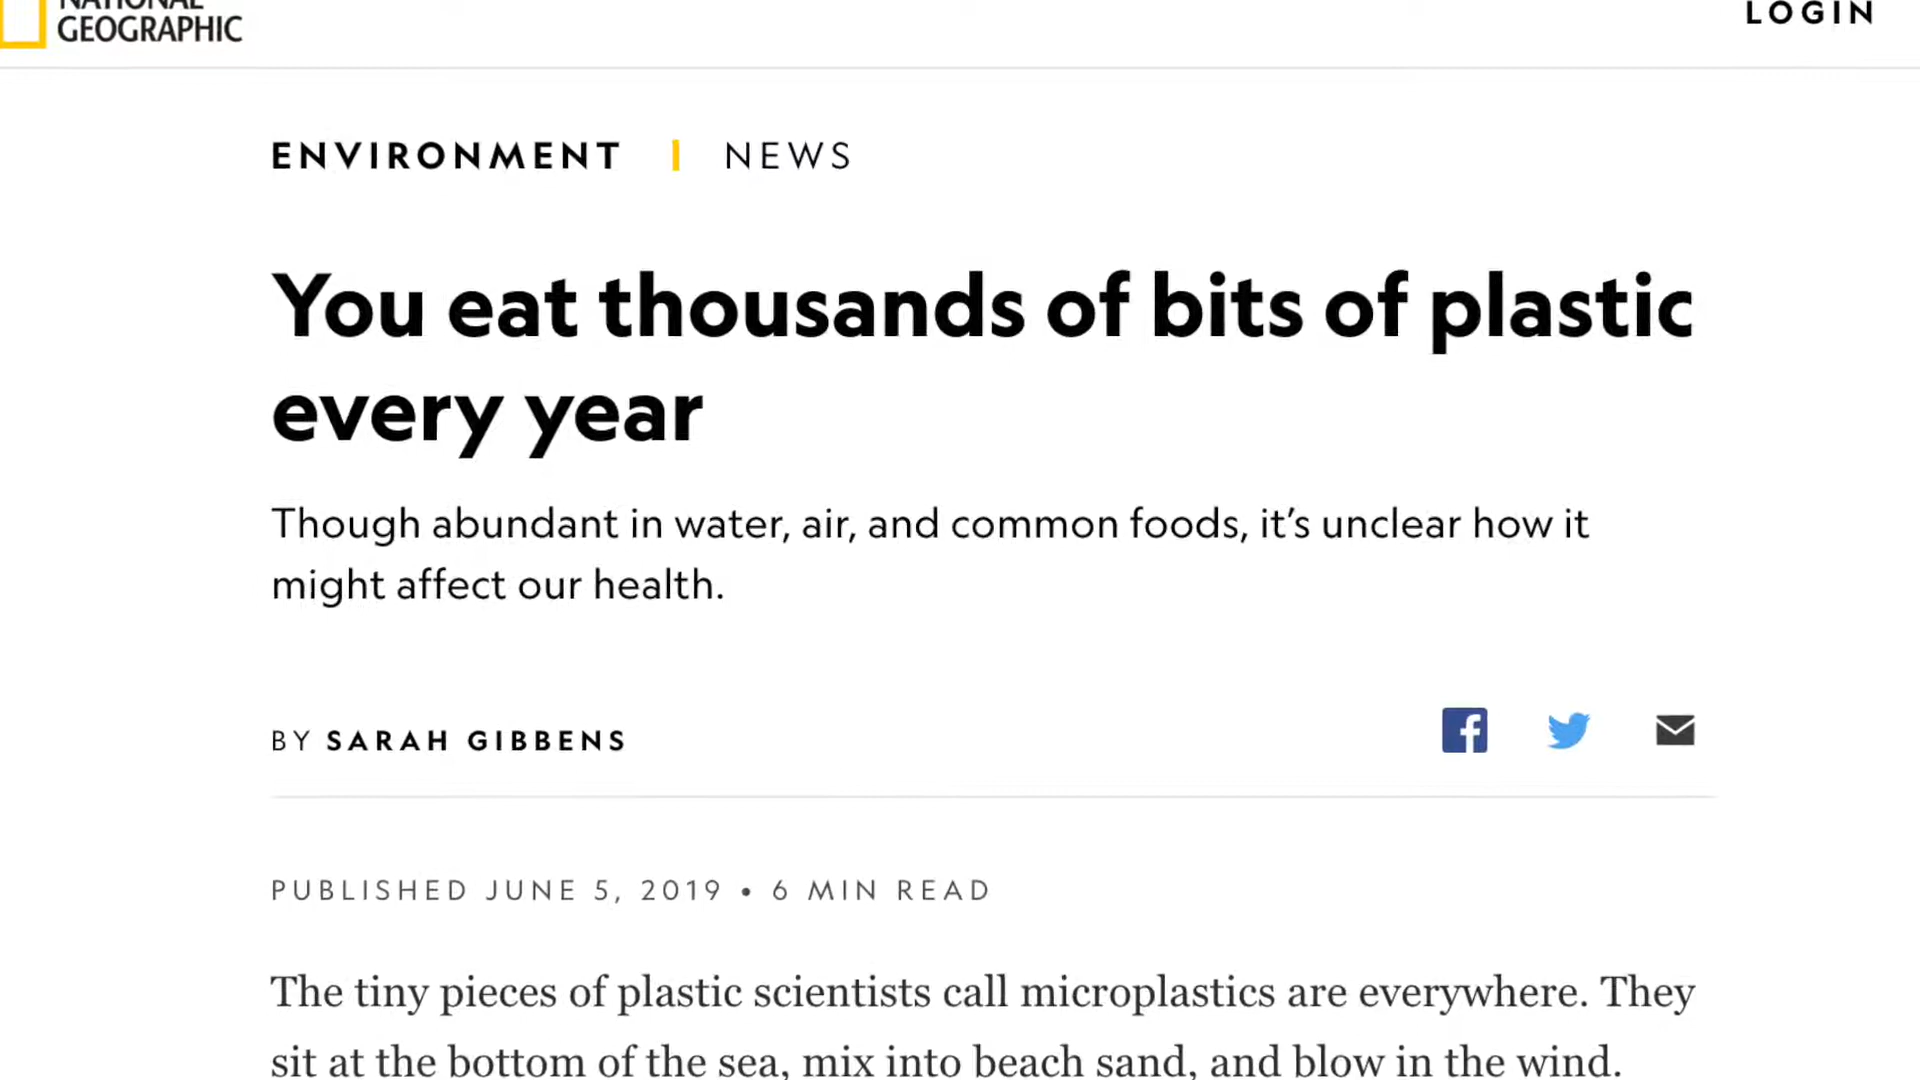 NATIONAL
GEOGRAPHIC
LOGIN
ENVIRONMENT | NEWS
You eat thousands of bits of plastic
every year
Though abundant in water, air, and common foods, it’s unclear how it
might affect our health.
BY SARAH GIBBENS
PUBLISHED JUNE 5, 2019 • 6 MIN READ
The tiny pieces of plastic scientists call microplastics are everywhere. They
sit at the bottom of the sea, mix into beach sand, and blow in the wind.